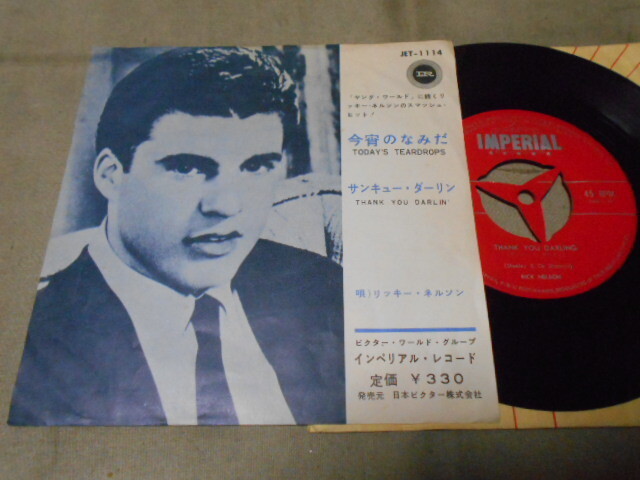 JET-1114
IR
「ヤング・ワールド」に続くリ
ッキー・ネルソンのスマッシュ・
ヒット!
今宵のなみだ
TODAY'S TEARDROPS
サンキュー・ダーリン
THANK YOU DARLIN'
唄)リッキー・ネルソン
ビクター・ワールド・グループ
インペリアル・レコード
定価 ¥330
発売元 日本ビクター株式会社
IMPERIAL
45 RPM
THANK YOU DARLING
RICK NELSON